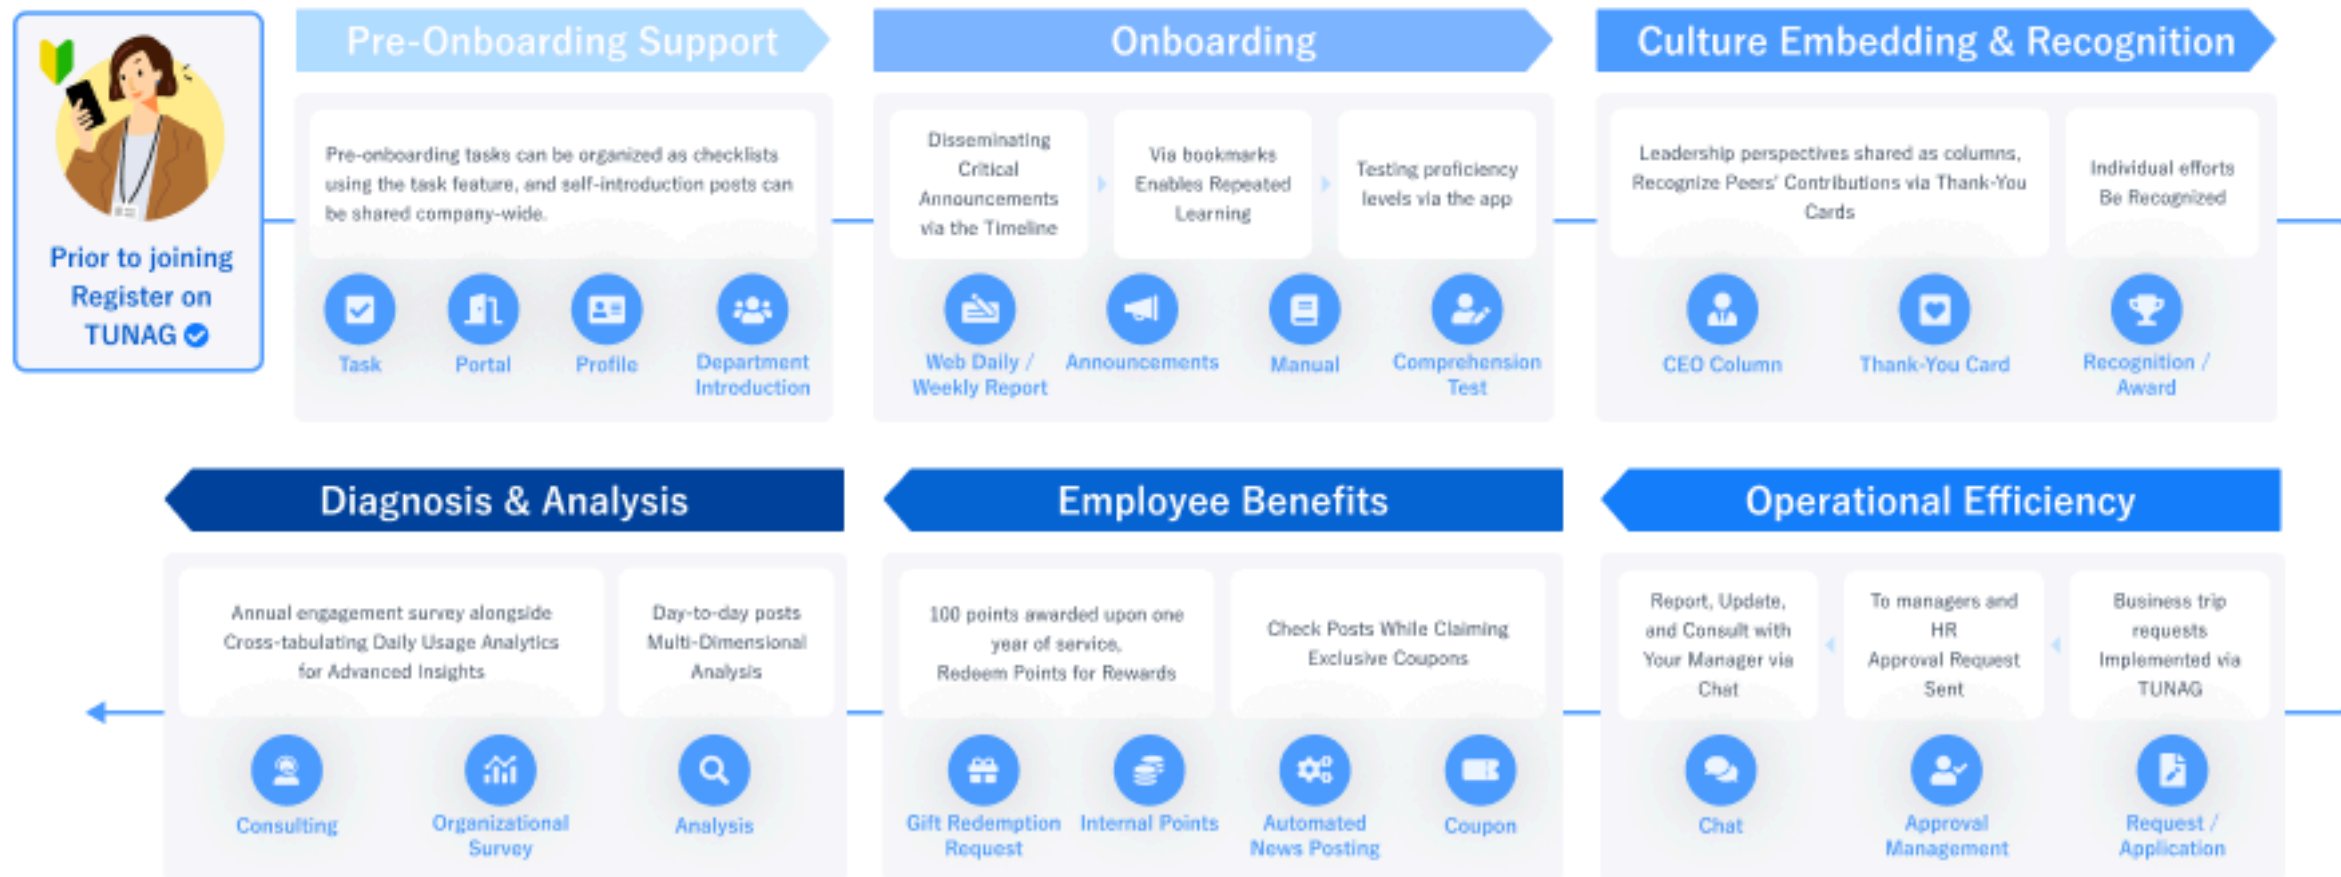 Prior to joining
Register on
TUNAG
Pre-Onboarding Support
Pre-onboarding tasks can be organized as checklists
using the task feature, and self-introduction posts can
be shared company-wide.
Task
Portal
Profile
Department
Introduction
Onboarding
Disseminating
Critical
Announcements
via the Timeline
Via bookmarks
Enables Repeated
Learning
Testing proficiency
levels via the app
Web Daily /
Weekly Report
Announcements
Manual
Comprehension
Test
Culture Embedding & Recognition
Leadership perspectives shared as columns,
Recognize Peers' Contributions via Thank-You
Cards
Individual efforts
Be Recognized
CEO Column
Thank-You Card
Recognition /
Award
Operational Efficiency
Business trip
requests
Implemented via
TUNAG
To managers and
HR
Approval Request
Sent
Report, Update,
and Consult with
Your Manager via
Chat
Request /
Application
Approval
Management
Chat
Employee Benefits
100 points awarded upon one
year of service,
Redeem Points for Rewards
Check Posts While Claiming
Exclusive Coupons
Gift Redemption
Request
Internal Points
Automated
News Posting
Coupon
Diagnosis & Analysis
Annual engagement survey alongside
Cross-tabulating Daily Usage Analytics
for Advanced Insights
Day-to-day posts
Multi-Dimensional
Analysis
Consulting
Organizational
Survey
Analysis